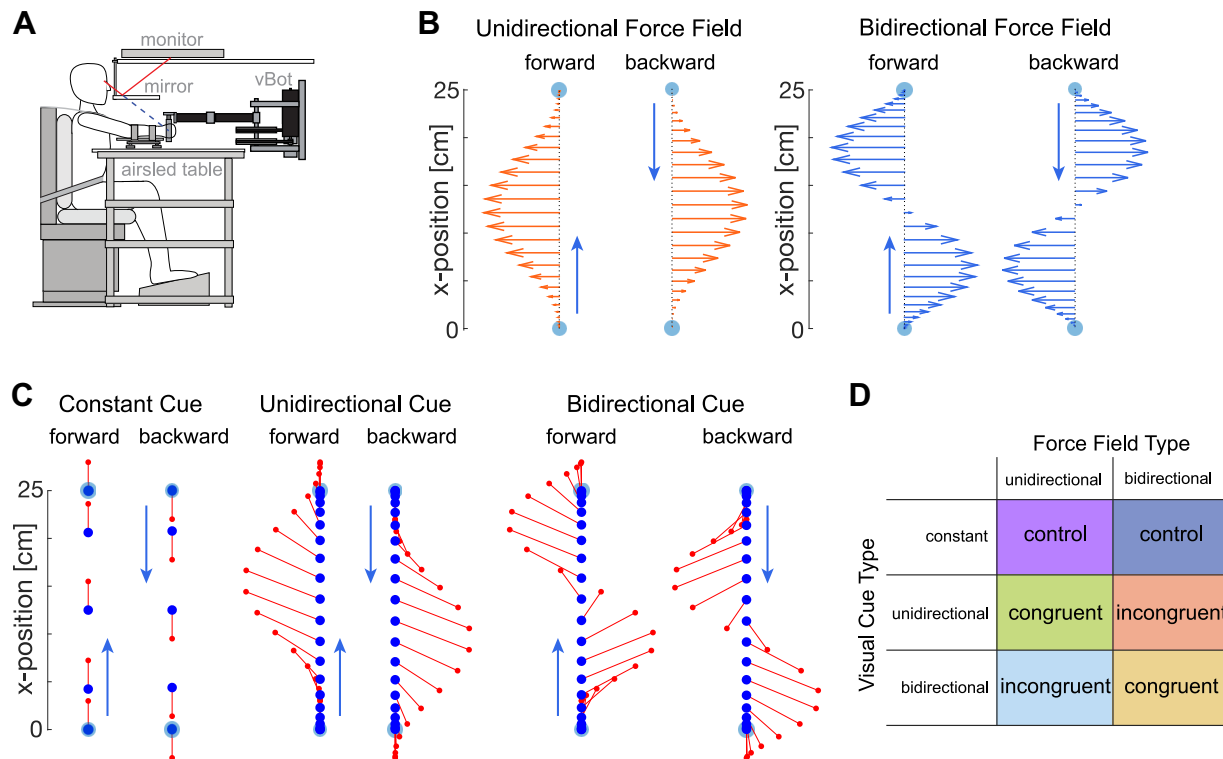 A
monitor
mirror
vBot
airsled table
B
Unidirectional Force Field
forward
backward
25
x-position [cm]
0
Bidirectional Force Field
forward
backward
25
x-position [cm]
0
C
Constant Cue
forward
backward
25
x-position [cm]
0
Unidirectional Cue
forward
backward
Bidirectional Cue
forward
backward
D
Force Field Type
unidirectional
bidirectional
Visual Cue Type
constant
control
control
unidirectional
congruent
incongruent
bidirectional
incongruent
congruent